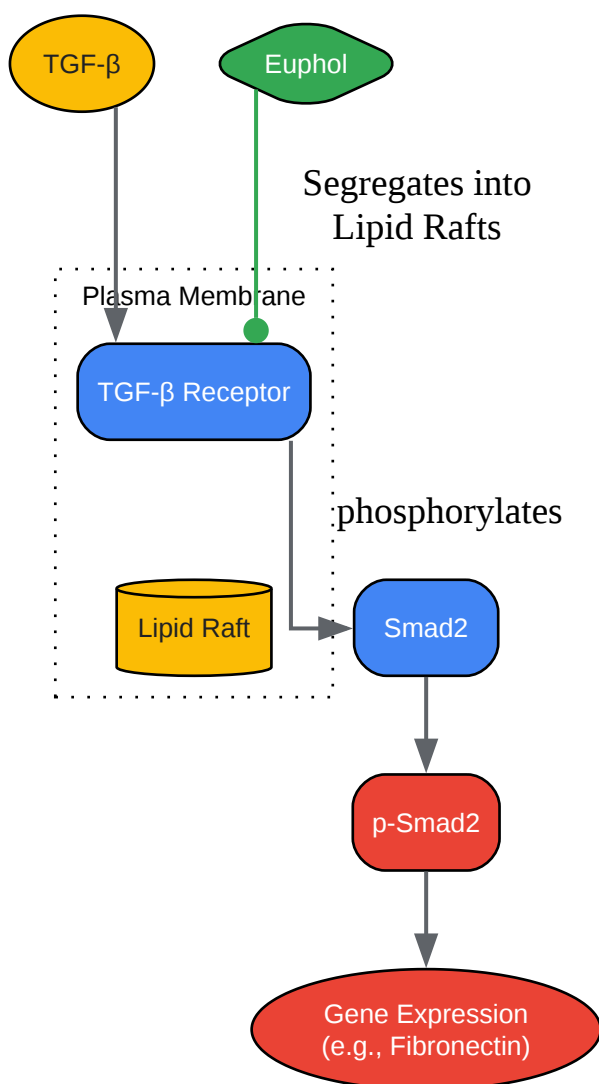 TGF-β
Euphol
Segregates into
Lipid Rafts
Plasma Membrane
TGF-β Receptor
phosphorylates
Lipid Raft
Smad2
p-Smad2
Gene Expression
(e.g., Fibronectin)